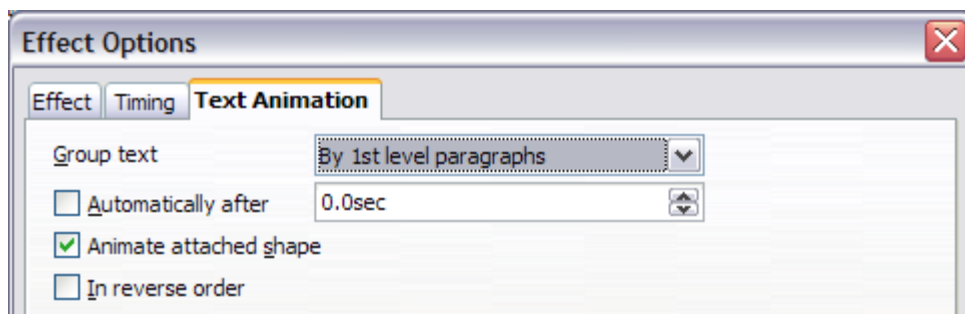 Effect Options
Effect Timing Text Animation
Group text By 1st level paragraphs
Automatically after 0.0sec
Animate attached shape
In reverse order